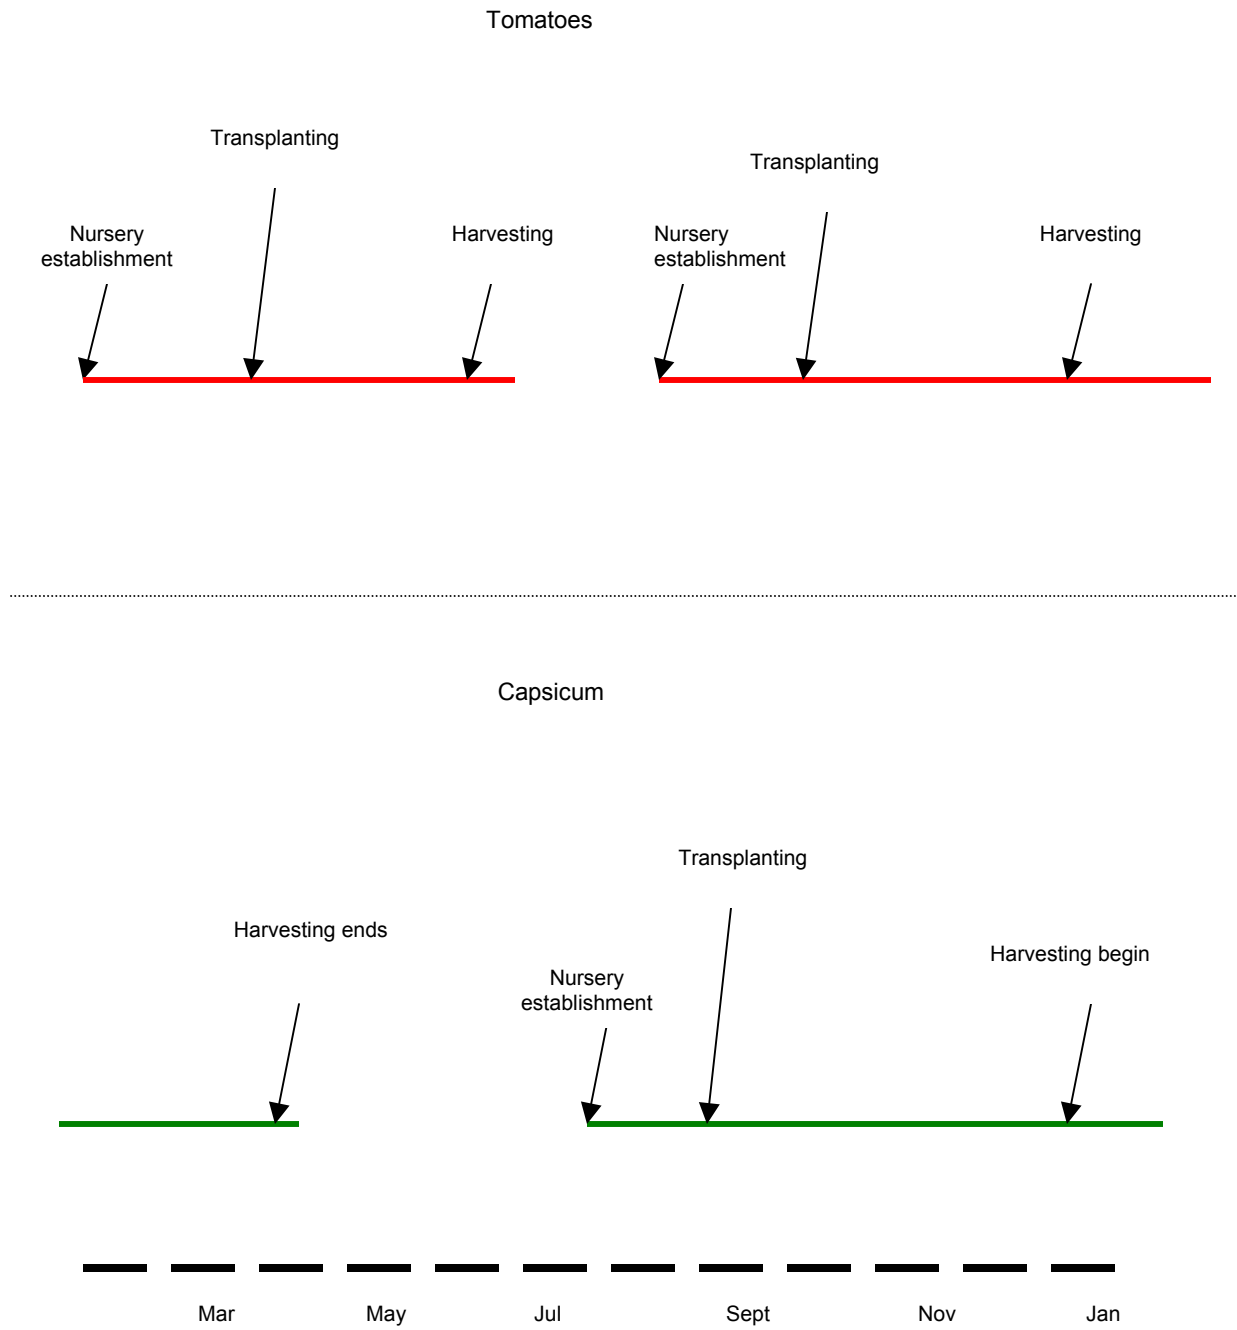 Tomatoes
Transplanting
Transplanting
Nursery
establishment
Harvesting
Nursery
establishment
Harvesting
Capsicum
Transplanting
Harvesting ends
Harvesting begin
Nursery
establishment
Mar May Jul Sept Nov Jan